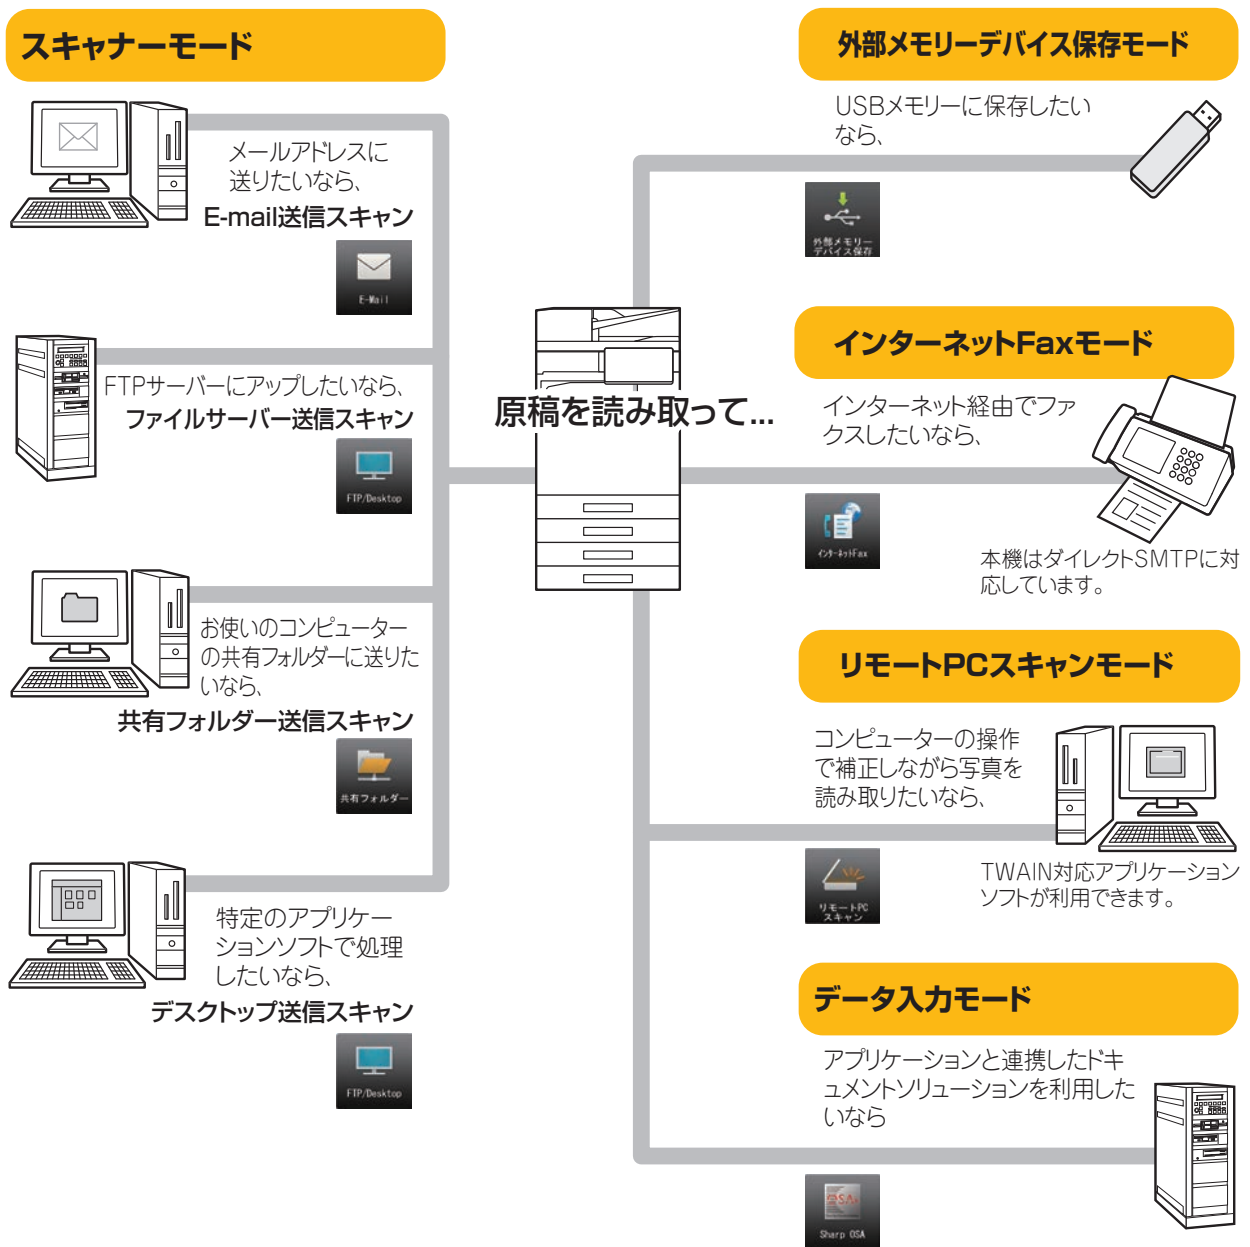 スキャナーモード
メールアドレスに
送りたいなら、
E-mail送信スキャン
E-Mail
FTPサーバーにアップしたいなら、
ファイルサーバー送信スキャン
FTP/Desktop
お使いのコンピューター
の共有フォルダーに送りた
いなら、
共有フォルダー送信スキャン
共有フォルダー
特定のアプリケー
ションソフトで処理
したいなら、
デスクトップ送信スキャン
FTP/Desktop
原稿を読み取って...
外部メモリーデバイス保存モード
USBメモリーに保存したい
なら、
外部メモリー
デバイス保存
インターネットFaxモード
インターネット経由でファ
クスしたいなら、
インターネットFax
本機はダイレクトSMTPに対
応しています。
リモートPCスキャンモード
コンピューターの操作
で補正しながら写真を
読み取りたいなら、
リモートPC
スキャン
TWAIN対応アプリケーション
ソフトが利用できます。
データ入力モード
アプリケーションと連携したドキ
ュメントソリューションを利用した
いなら
OSA
Sharp OSA